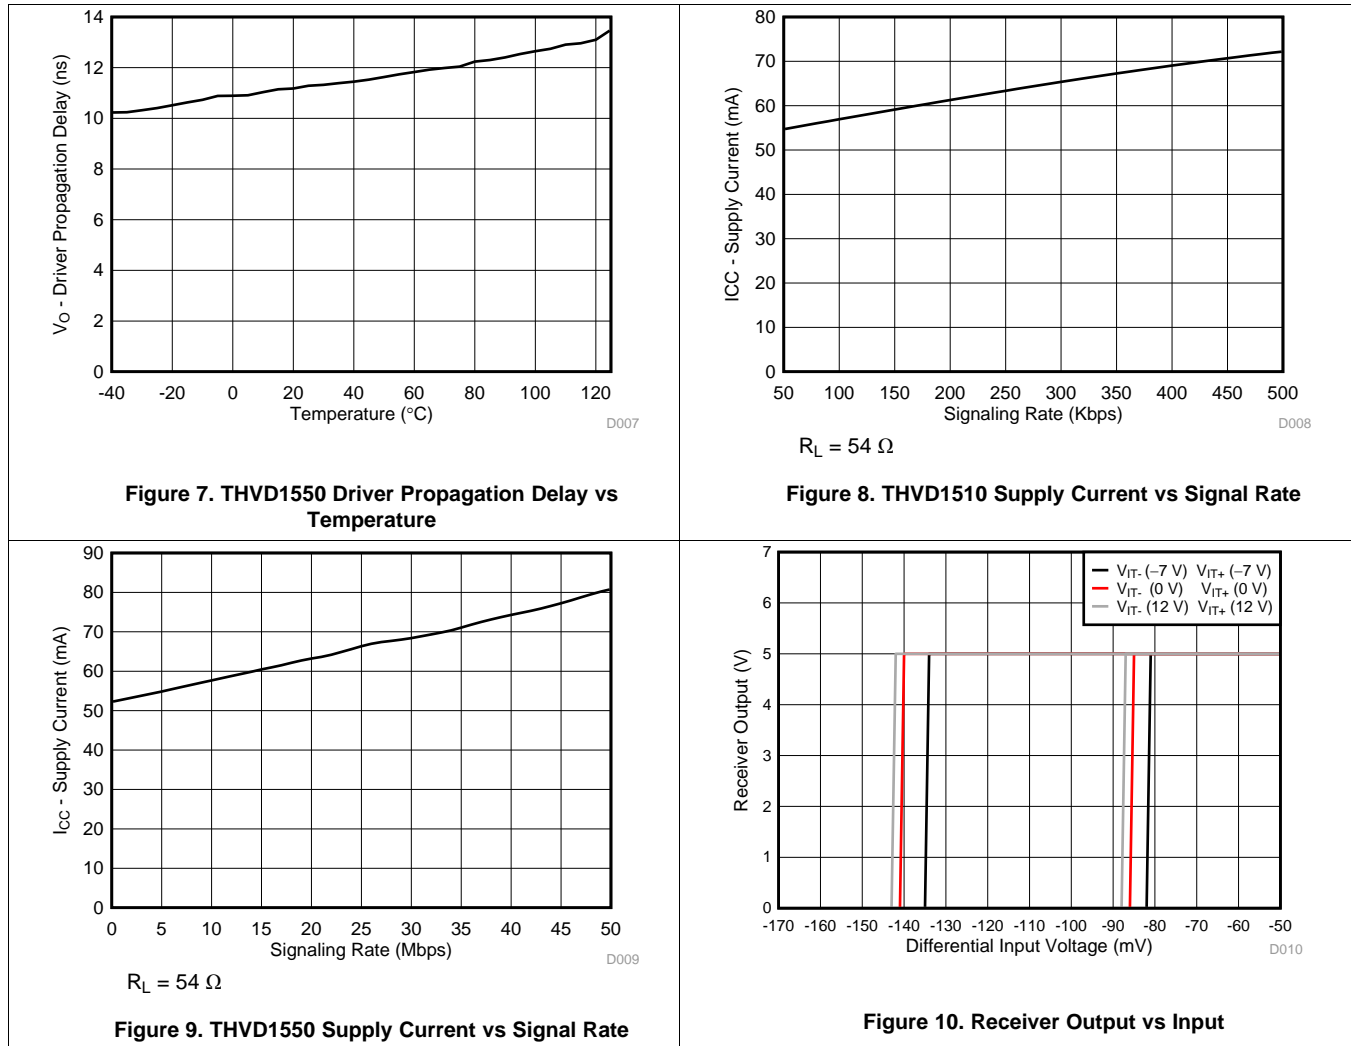 14
12
10
8
6
4
2
0
VO - Driver Propagation Delay (ns)
-40 -20 0 20 40 60 80 100 120
Temperature (°C)
D007
Figure 7. THVD1550 Driver Propagation Delay vs
Temperature
80
70
60
50
40
30
20
10
0
ICC - Supply Current (mA)
50 100 150 200 250 300 350 400 450 500
Signaling Rate (Kbps)
D008
RL = 54 Ω
Figure 8. THVD1510 Supply Current vs Signal Rate
90
80
70
60
50
40
30
20
10
0
ICC - Supply Current (mA)
0 5 10 15 20 25 30 35 40 45 50
Signaling Rate (Mbps)
D009
RL = 54 Ω
Figure 9. THVD1550 Supply Current vs Signal Rate
7
6
5
4
3
2
1
0
Receiver Output (V)
VIT- (−7 V) VIT+ (−7 V)
VIT- (0 V) VIT+ (0 V)
VIT- (12 V) VIT+ (12 V)
-170 -160 -150 -140 -130 -120 -110 -100 -90 -80 -70 -60 -50
Differential Input Voltage (mV)
D010
Figure 10. Receiver Output vs Input